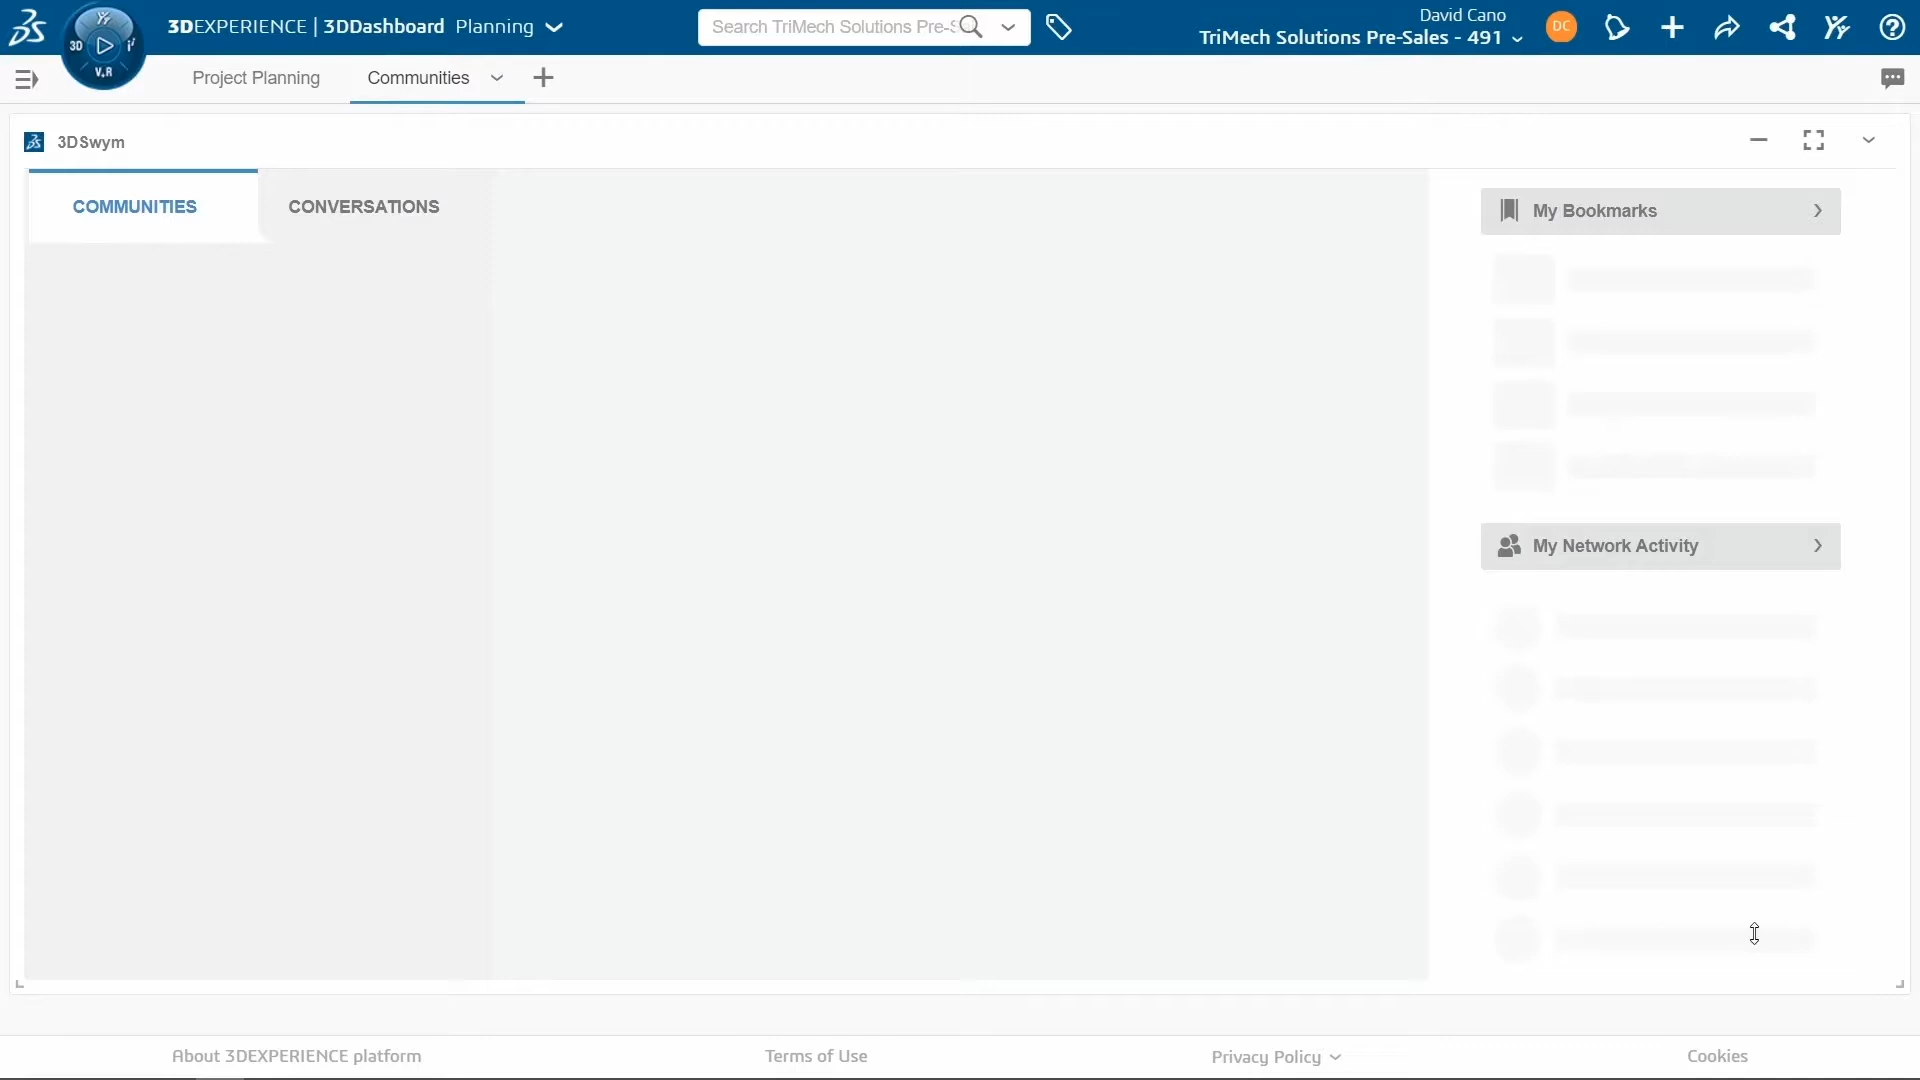 3DEXPERIENCE | 3DDashboard Planning
Search TriMech Solutions Pre-S
David Cano
TriMech Solutions Pre-Sales - 491
DC
3D
V.R
Project Planning
Communities
3DSwym
COMMUNITIES
CONVERSATIONS
My Bookmarks
My Network Activity
About 3DEXPERIENCE platform
Terms of Use
Privacy Policy
Cookies